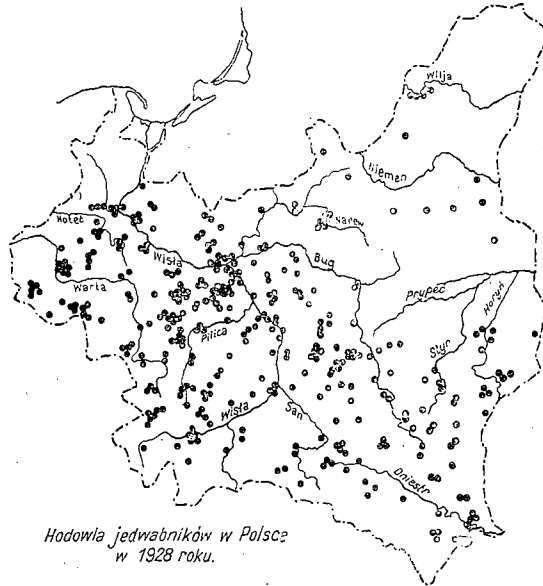 Wilja
Niemen
Noteć
Narew
Wisła
Bug
Warta
Prypeć
Horyń
Pilica
Styr
Wisła
San
Dniestr
Hodowla jedwabników w Polsce
w 1928 roku.